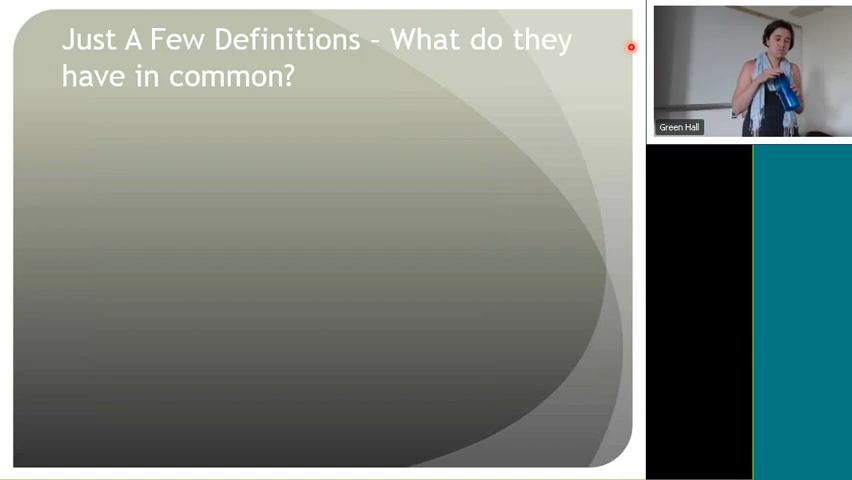 Just A Few Definitions – What do they
have in common?
Green Hall